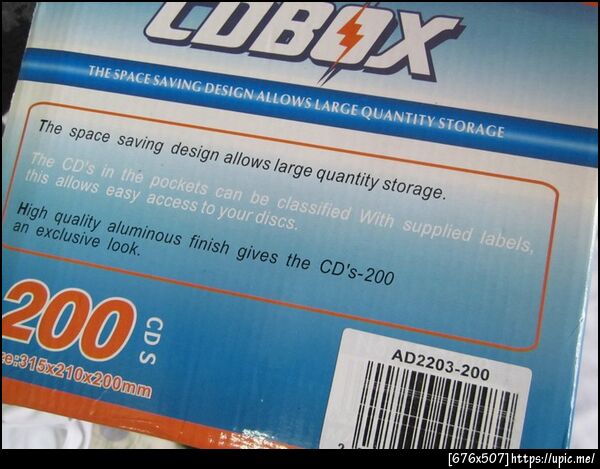 CDBOX
THE SPACE SAVING DESIGN ALLOWS LARGE QUANTITY STORAGE
The space saving design allows large quantity storage.
The CD's in the pockets can be classified With supplied labels,
this allows easy access to your discs.
High quality aluminous finish gives the CD's-200
an exclusive look.
200 CDS
ze:315x210x200mm
AD2203-200
[676x507]https://upic.me/